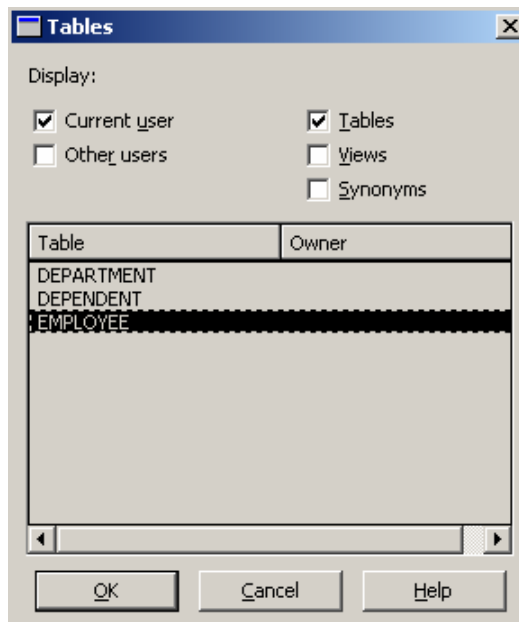 Tables
Display:
Current user Tables
Other users Views
Synonyms
Table Owner
DEPARTMENT
DEPENDENT
EMPLOYEE
OK Cancel Help